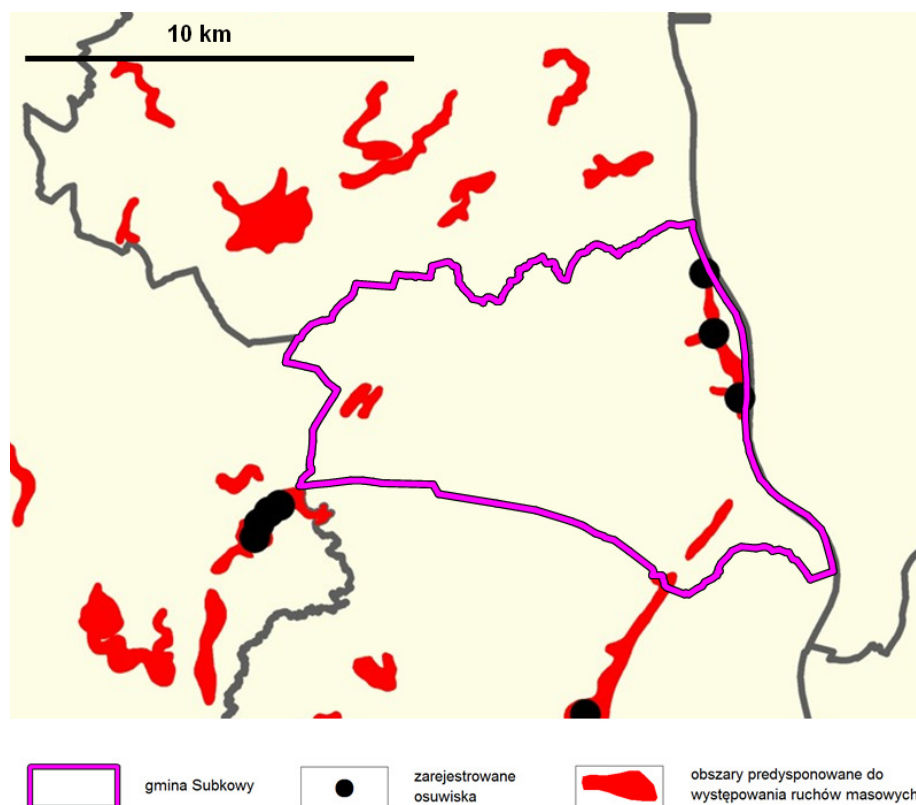 10 km
gmina Subkowy
zarejestrowane
osuwiska
obszary predysponowane do
występowania ruchów masowych